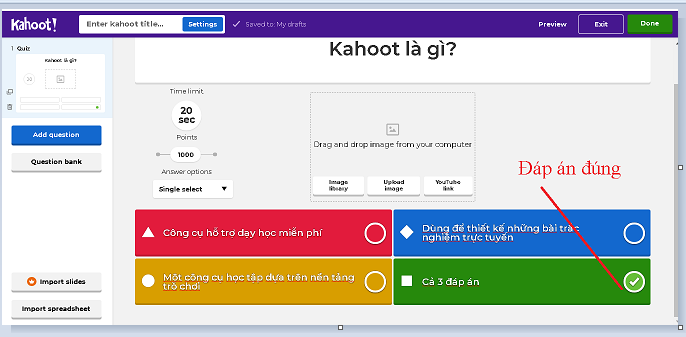 Kahoot!
Enter kahoot title...
Settings
Saved to: My drafts
Preview
Exit
Done
1 Quiz
Kahoot là gì?
20
Add question
Question bank
Import slides
Import spreadsheet
Kahoot là gì?
Time limit
20
sec
Points
1000
Answer options
Single select
Drag and drop image from your computer
Image
library
Upload
image
YouTube
link
Đáp án đúng
Công cụ hỗ trợ dạy học miễn phí
Dùng để thiết kế những bài trắc
nghiệm trực tuyến
Một công cụ học tập dựa trên nền tảng
trò chơi
Cả 3 đáp án